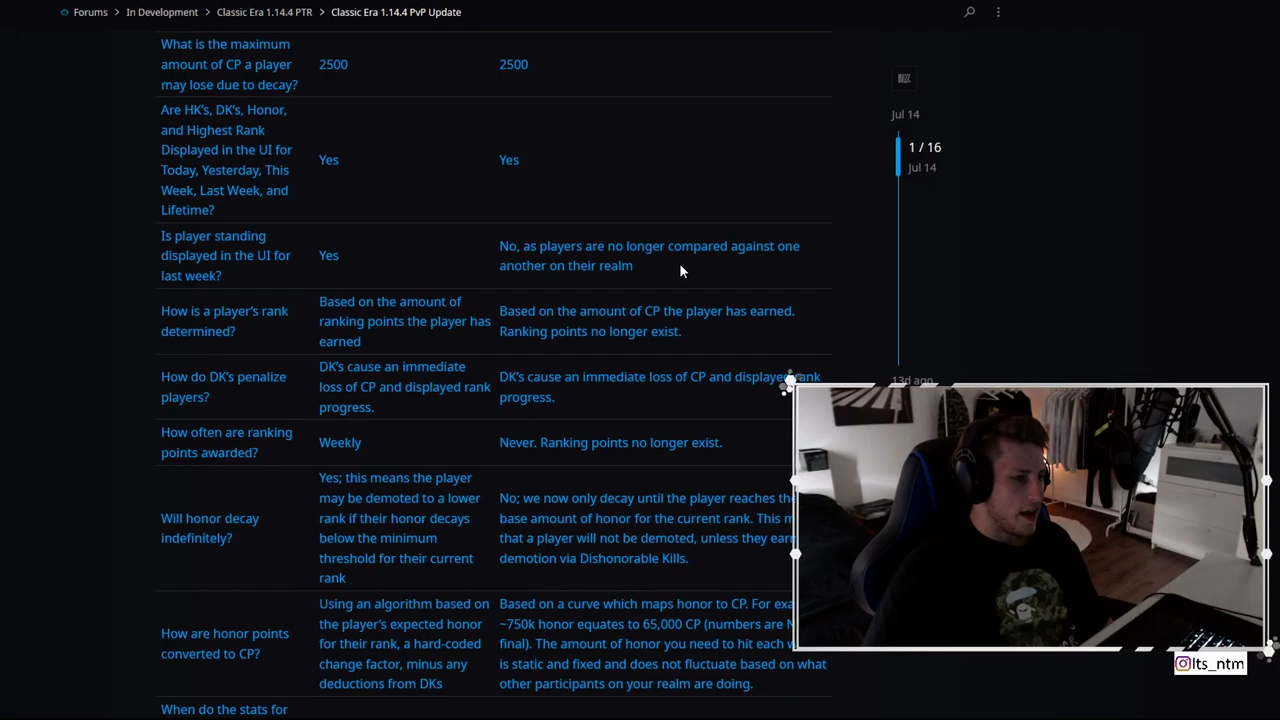 Forums > In Development > Classic Era 1.14.4 PTR > Classic Era 1.14.4 PvP Update
What is the maximum
amount of CP a player
may lose due to decay?
2500
2500
Are HK's, DK's, Honor,
and Highest Rank
Displayed in the UI for
Today, Yesterday, This
Week, Last Week, and
Lifetime?
Yes
Yes
Is player standing
displayed in the UI for
last week?
Yes
No, as players are no longer compared against one
another on their realm
How is a player's rank
determined?
Based on the amount of
ranking points the player has
earned
Based on the amount of CP the player has earned.
Ranking points no longer exist.
How do DK's penalize
players?
DK's cause an immediate
loss of CP and displayed rank
progress.
DK's cause an immediate loss of CP and displayed rank
progress.
How often are ranking
points awarded?
Weekly
Never. Ranking points no longer exist.
Will honor decay
indefinitely?
Yes; this means the player
may be demoted to a lower
rank if their honor decays
below the minimum
threshold for their current
rank
No; we now only decay until the player reaches the
base amount of honor for the current rank. This
that a player will not be demoted, unless they
demotion via Dishonorable Kills.
How are honor points
converted to CP?
Using an algorithm based on
the player's expected honor
for their rank, a hard-coded
change factor, minus any
deductions from DKs
Based on a curve which maps honor to CP. For
~750k honor equates to 65,000 CP (numbers are
final). The amount of honor you need to hit each
is static and fixed and does not fluctuate based on what
other participants on your realm are doing.
When do the stats for
Jul 14
1 / 16
Jul 14
13d ago
Its_ntm